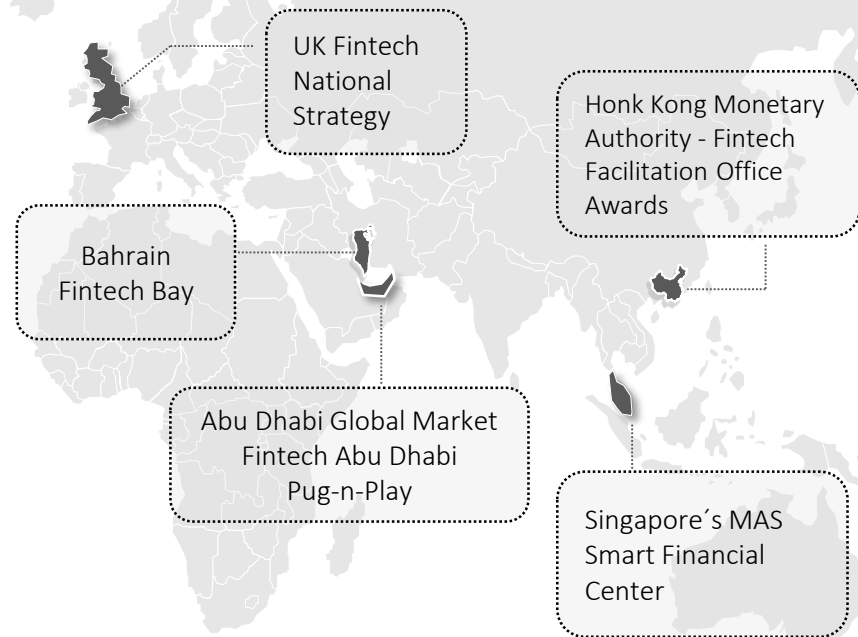 UK Fintech
National
Strategy
Honk Kong Monetary
Authority - Fintech
Facilitation Office
Awards
Bahrain
Fintech Bay
Abu Dhabi Global Market
Fintech Abu Dhabi
Pug-n-Play
Singapore´s MAS
Smart Financial
Center